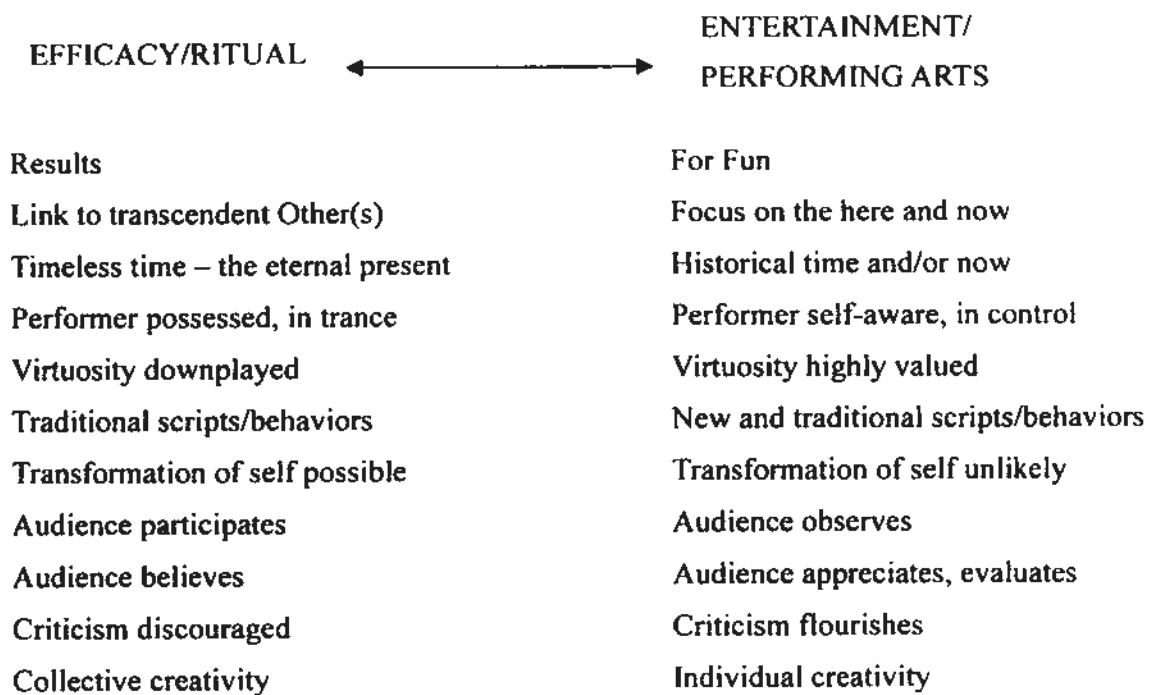 EFFICACY/RITUAL
ENTERTAINMENT/
PERFORMING ARTS
Results
For Fun
Link to transcendent Other(s)
Focus on the here and now
Timeless time – the eternal present
Historical time and/or now
Performer possessed, in trance
Performer self-aware, in control
Virtuosity downplayed
Virtuosity highly valued
Traditional scripts/behaviors
New and traditional scripts/behaviors
Transformation of self possible
Transformation of self unlikely
Audience participates
Audience observes
Audience believes
Audience appreciates, evaluates
Criticism discouraged
Criticism flourishes
Collective creativity
Individual creativity